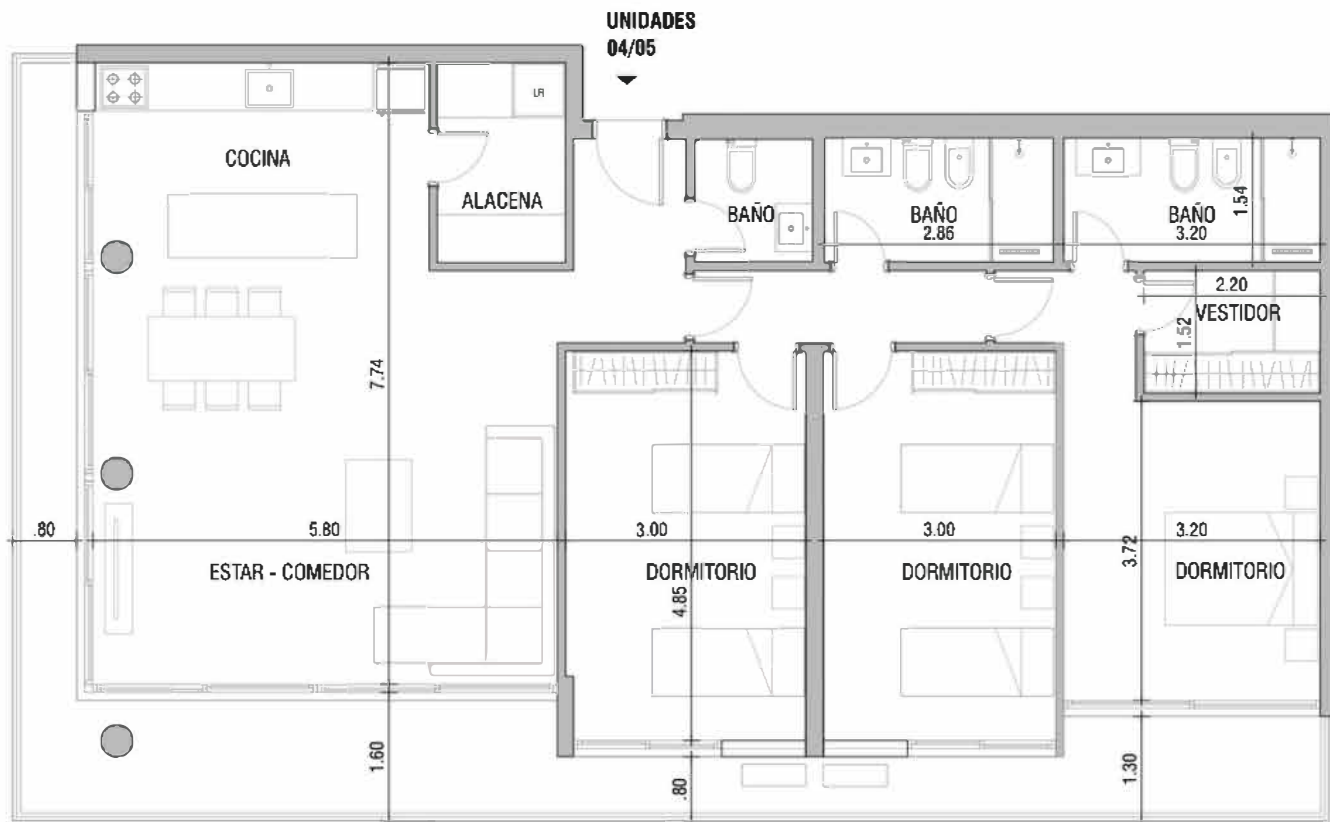 UNIDADES
04/05
LR
COCINA
ALACENA
BAÑO
BAÑO
2.86
BAÑO
3.20
1.54
2.20
VESTIDOR
1.52
7.74
.80
5.80
3.00
3.00
3.20
3.72
ESTAR - COMEDOR
DORMITORIO
DORMITORIO
DORMITORIO
4.85
1.60
.80
1.30